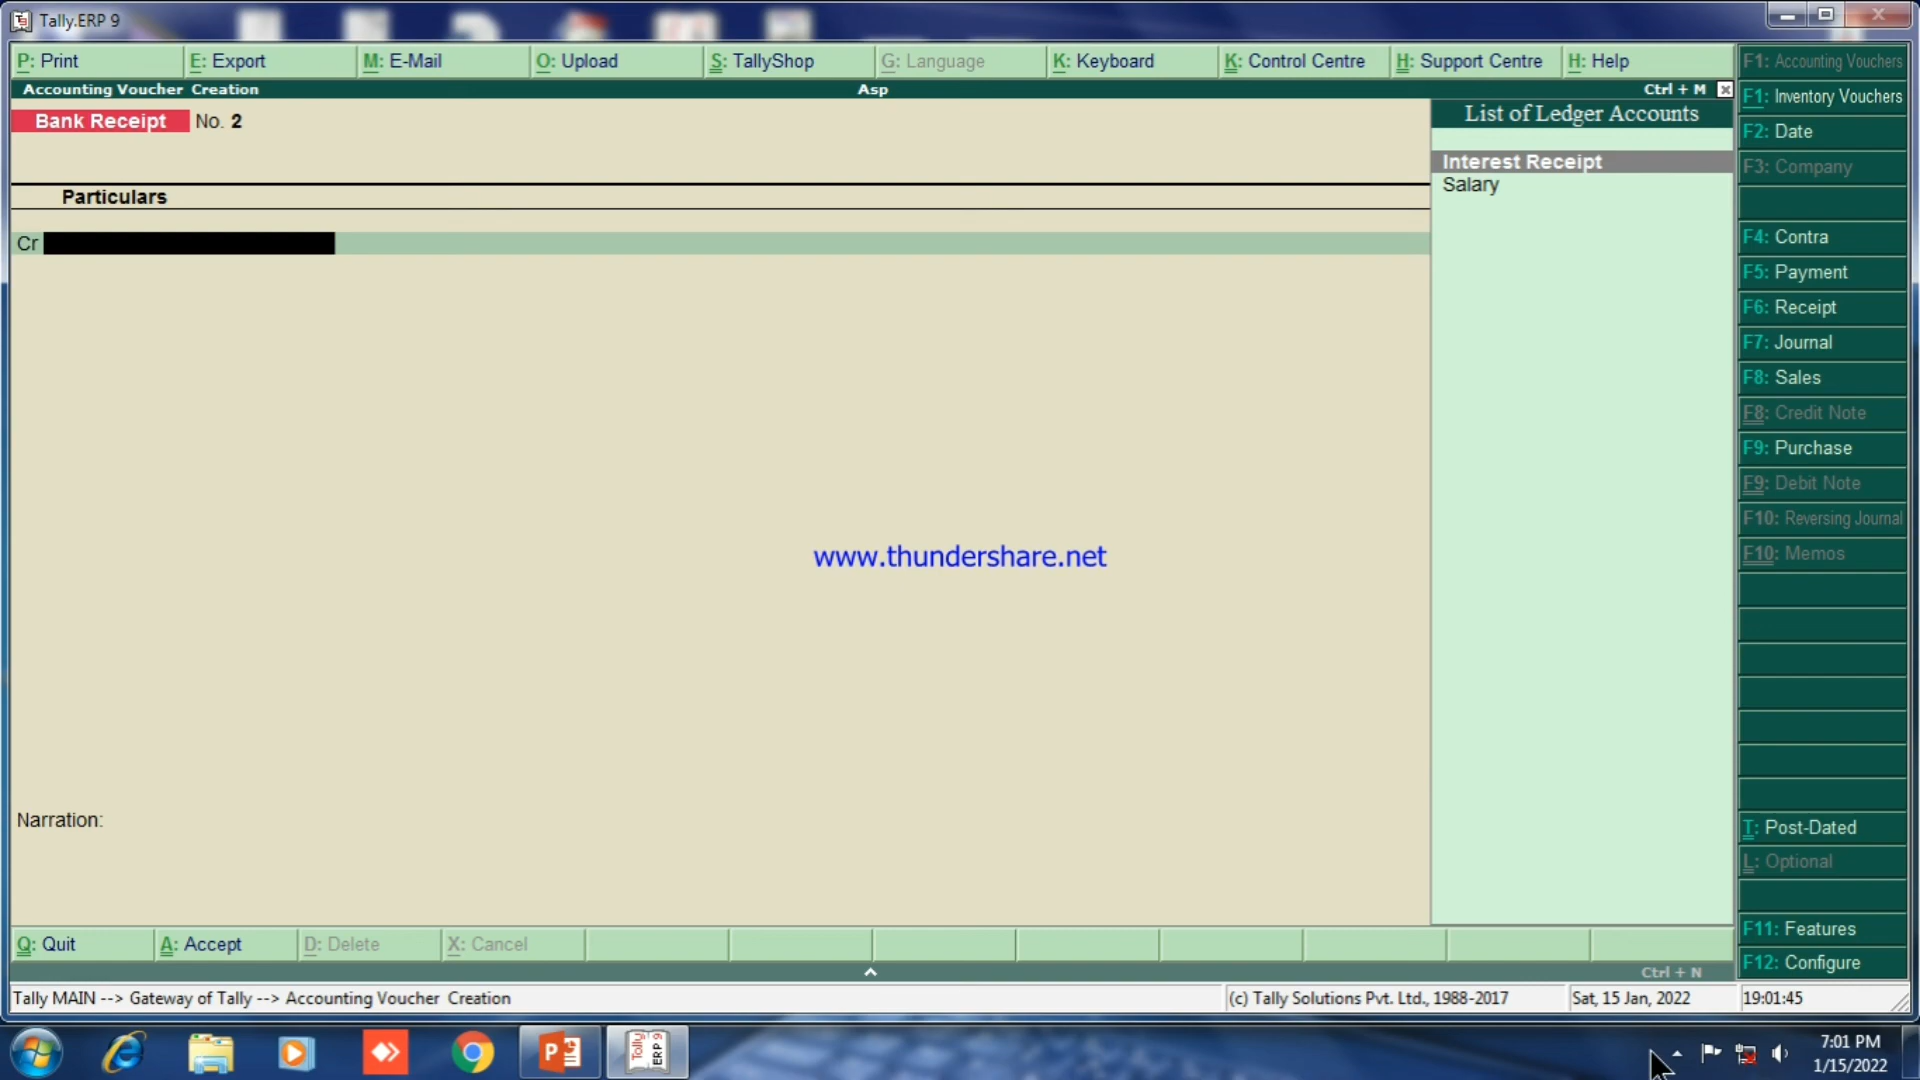 Tally.ERP 9
P: Print
E: Export
M: E-Mail
O: Upload
S: TallyShop
G: Language
K: Keyboard
K: Control Centre
H: Support Centre
H: Help
Accounting Voucher Creation
Asp
Ctrl + M
Bank Receipt No. 2
Particulars
Cr
List of Ledger Accounts
Interest Receipt
Salary
www.thundershare.net
Narration:
F1: Accounting Vouchers
F1: Inventory Vouchers
F2: Date
F3: Company
F4: Contra
F5: Payment
F6: Receipt
F7: Journal
F8: Sales
F8: Credit Note
F9: Purchase
F9: Debit Note
F10: Reversing Journal
F10: Memos
T: Post-Dated
L: Optional
F11: Features
F12: Configure
Q: Quit
A: Accept
D: Delete
X: Cancel
Ctrl + N
Tally MAIN --> Gateway of Tally --> Accounting Voucher Creation
(c) Tally Solutions Pvt. Ltd., 1988-2017
Sat, 15 Jan, 2022
19:01:45
Tally
ERP 9
7:01 PM
1/15/2022